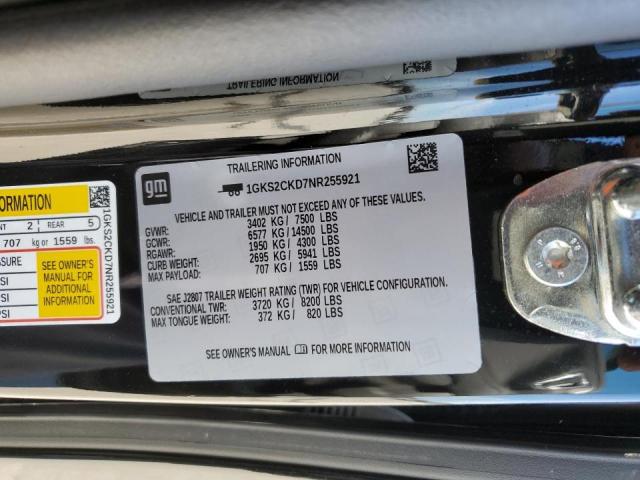 TRAILERING INFORMATION
TRAILERING INFORMATION
gm
1GKS2CKD7NR255921
VEHICLE AND TRAILER MUST NOT EXCEED ANY OF THESE:
GVWR: 3402 KG / 7500 LBS
GCWR: 6577 KG / 14500 LBS
RGAWR: 1950 KG / 4300 LBS
CURB WEIGHT: 2695 KG / 5941 LBS
MAX PAYLOAD: 707 KG / 1559 LBS
SAE J2807 TRAILER WEIGHT RATING (TWR) FOR VEHICLE CONFIGURATION.
CONVENTIONAL TWR: 3720 KG / 8200 LBS
MAX TONGUE WEIGHT: 372 KG / 820 LBS
SEE OWNER'S MANUAL FOR MORE INFORMATION
2 REAR 5
707 kg or 1559 lbs.
SEE OWNER'S
MANUAL FOR
ADDITIONAL
INFORMATION
1GKS2CKD7NR255921